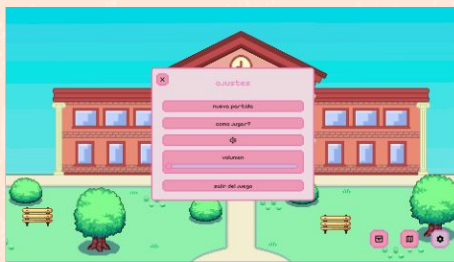 ajustes
nueva partida
como jugar?
volumen
salir del juego